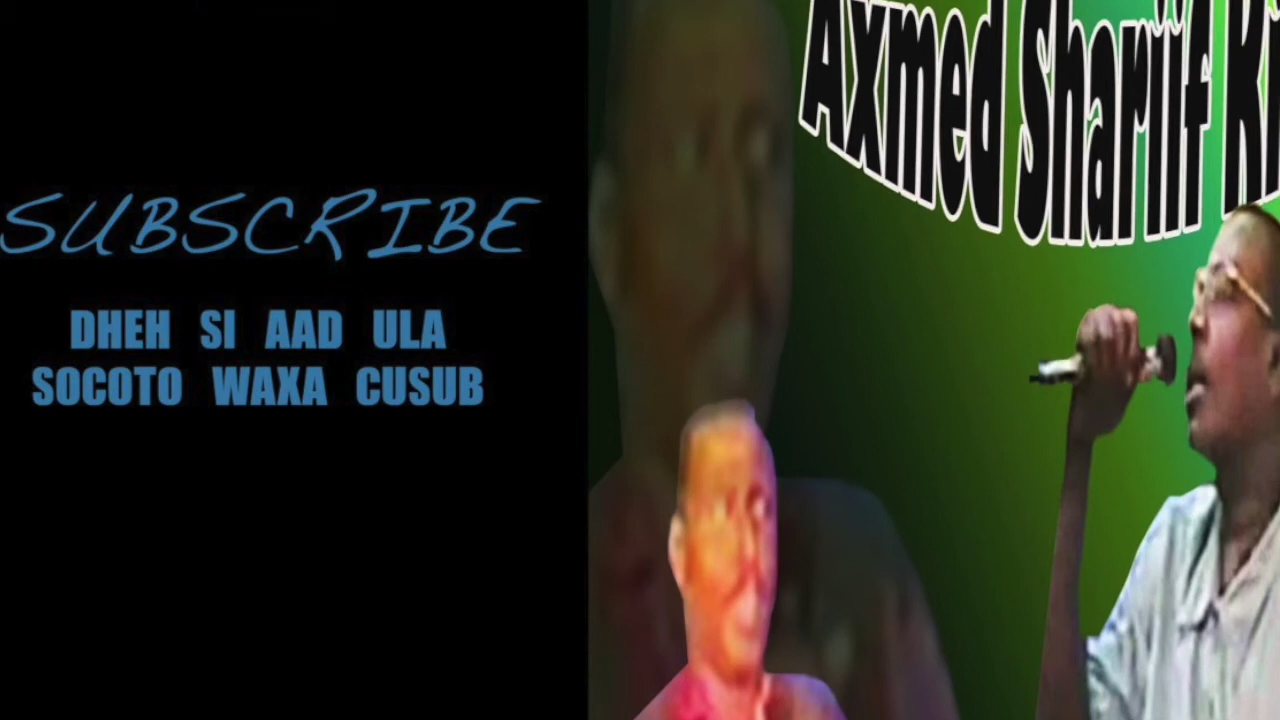 SUBSCRIBE
DHEH SI AAD ULA
SOCOTO WAXA CUSUB
Axmed Shariif